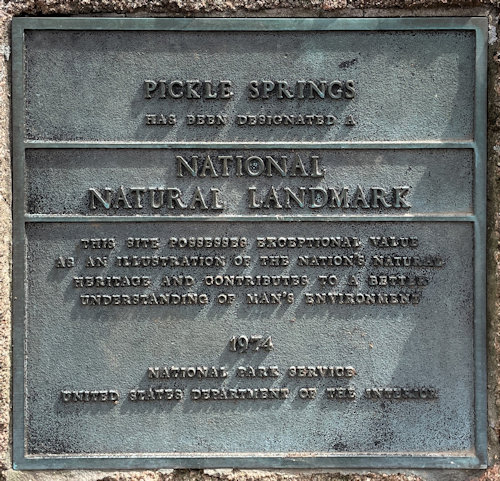 PICKLE SPRINGS
HAS BEEN DESIGNATED A
NATIONAL
NATURAL LANDMARK
THIS SITE POSSESSES EXCEPTIONAL VALUE
AS AN ILLUSTRATION OF THE NATION'S NATURAL
HERITAGE AND CONTRIBUTES TO A BETTER
UNDERSTANDING OF MAN'S ENVIRONMENT
1974
NATIONAL PARK SERVICE
UNITED STATES DEPARTMENT OF THE INTERIOR